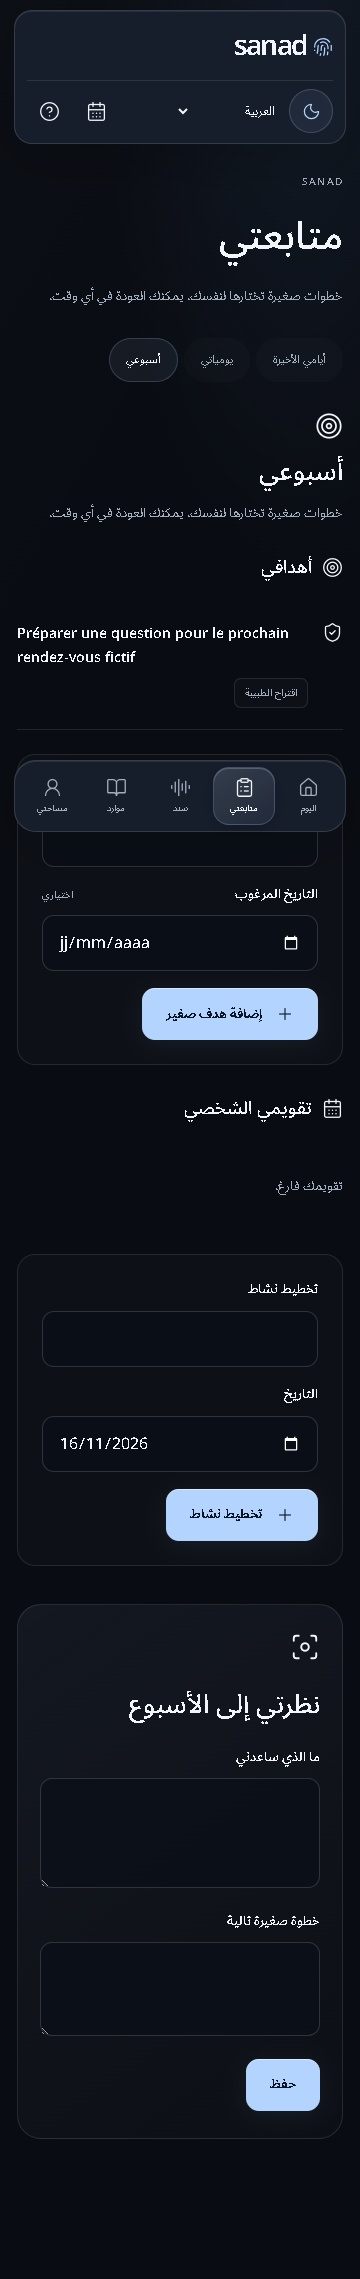 sanad
العربية
SANAD
متابعتي
خطوات صغيرة تختارها لنفسك. يمكنك العودة في أي وقت.
أيامي الأخيرة
يومياتي
أسبوعي
أسبوعي
خطوات صغيرة تختارها لنفسك. يمكنك العودة في أي وقت.
أهدافي
Préparer une question pour le prochain
rendez-vous fictif
اقتراح الطبيبة
اليوم
متابعتي
سند
موارد
مساحتي
التاريخ المرغوب
اختياري
jj/mm/aaaa
إضافة هدف صغير
تقويمي الشخصي
تقويمك فارغ.
تخطيط نشاط
التاريخ
16/11/2026
تخطيط نشاط
نظرتي إلى الأسبوع
ما الذي ساعدني
خطوة صغيرة تالية
حفظ